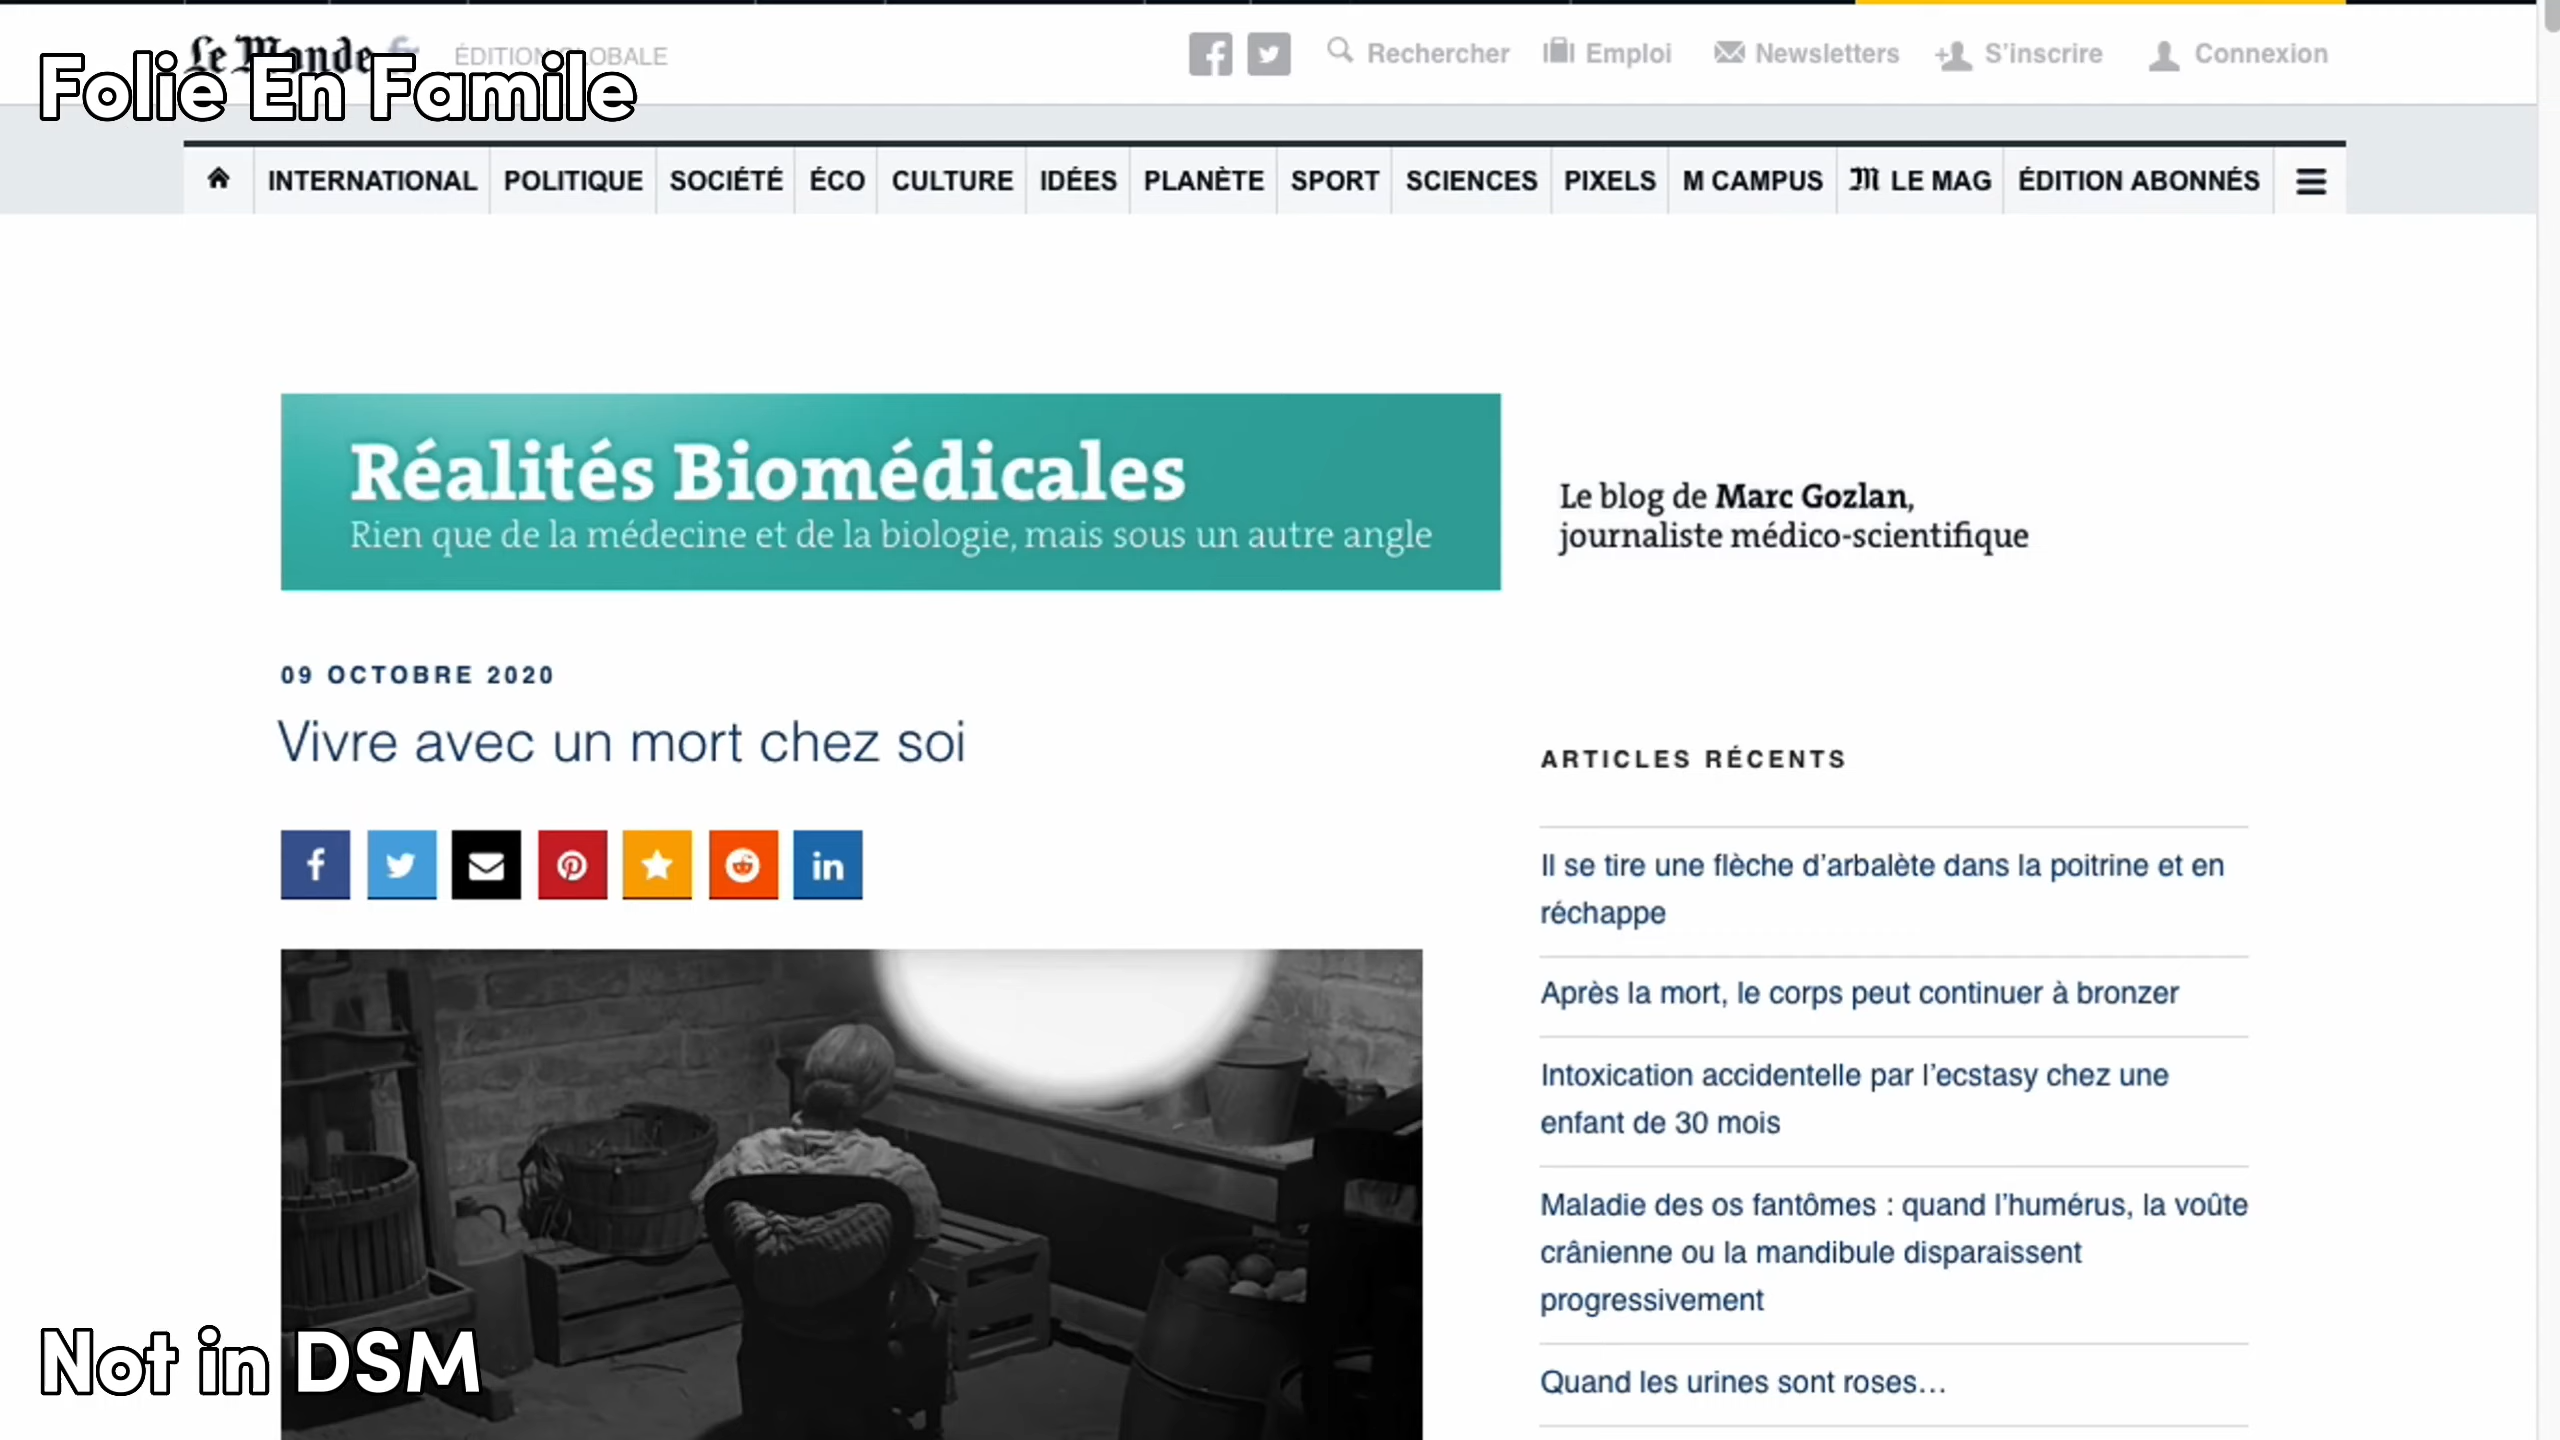 Le Monde.fr ÉDITION GLOBALE
Rechercher Emploi Newsletters S'inscrire Connexion
Folie En Famile
INTERNATIONAL POLITIQUE SOCIÉTÉ ÉCO CULTURE IDÉES PLANÈTE SPORT SCIENCES PIXELS M CAMPUS M LE MAG ÉDITION ABONNÉS
Réalités Biomédicales
Rien que de la médecine et de la biologie, mais sous un autre angle
Le blog de Marc Gozlan,
journaliste médico-scientifique
09 OCTOBRE 2020
Vivre avec un mort chez soi
ARTICLES RÉCENTS
Il se tire une flèche d'arbalète dans la poitrine et en
réchappe
Après la mort, le corps peut continuer à bronzer
Intoxication accidentelle par l'ecstasy chez une
enfant de 30 mois
Maladie des os fantômes : quand l'humérus, la voûte
crânienne ou la mandibule disparaissent
progressivement
Quand les urines sont roses…
Not in DSM